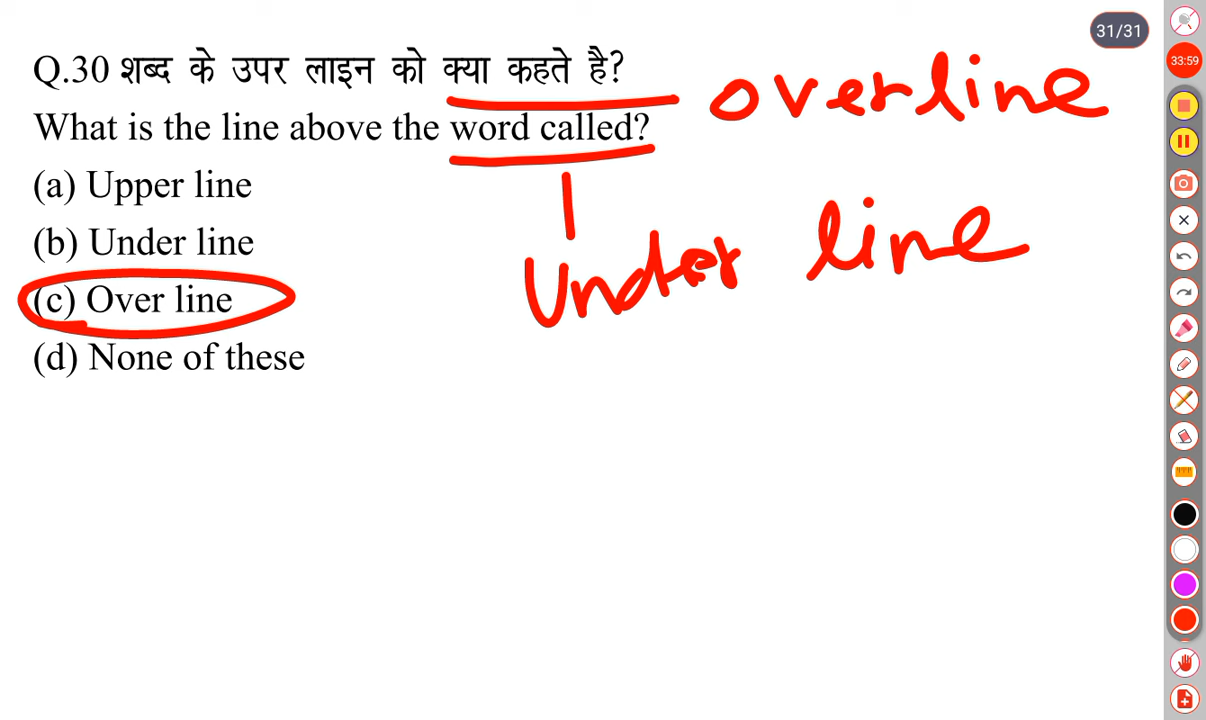 31/31
33:59
Q.30 शब्द के उपर लाइन को क्या कहते है?
overline
What is the line above the word called?
(a) Upper line
(b) Under line
Under line
(c) Over line
(d) None of these